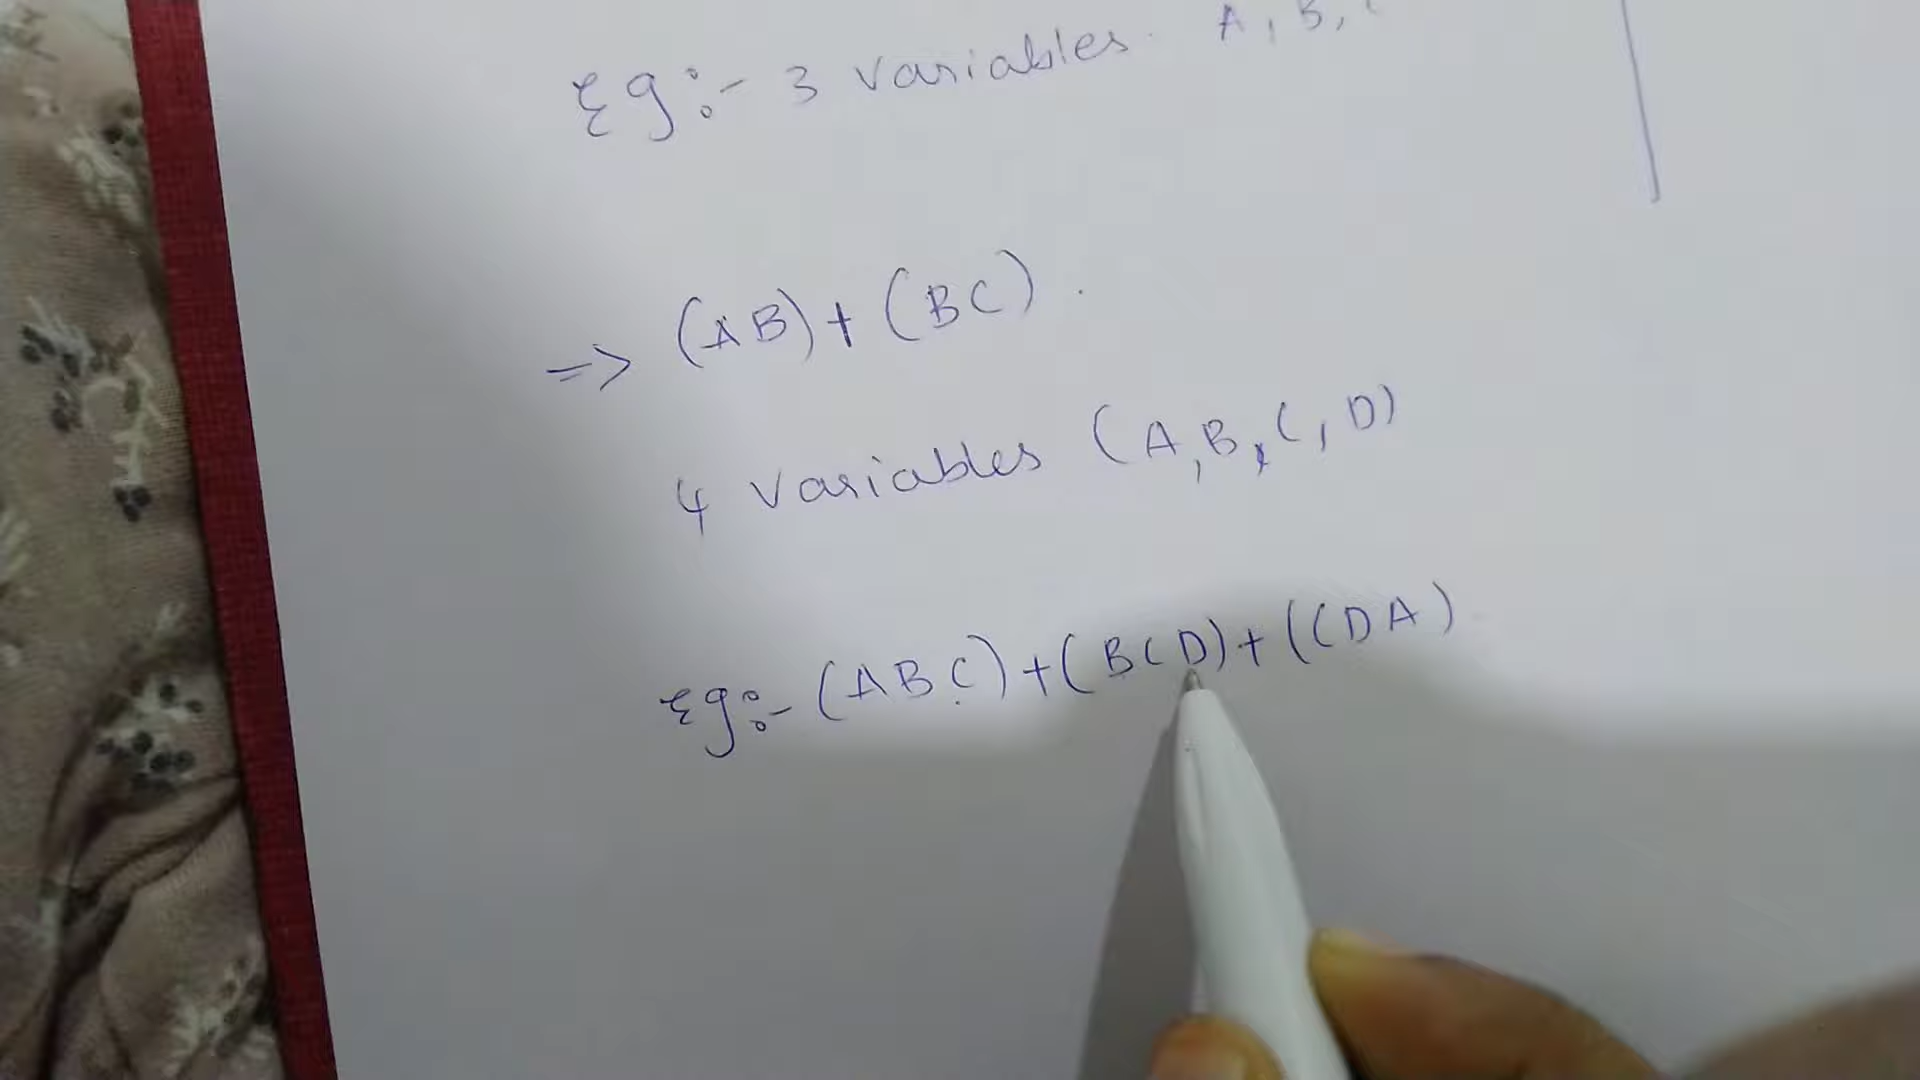 Eg:- 3 variables. A, B,
=> (AB)+(BC).
4 variables (A,B,C,D)
Eg:- (ABC)+(BCD)+(CDA)